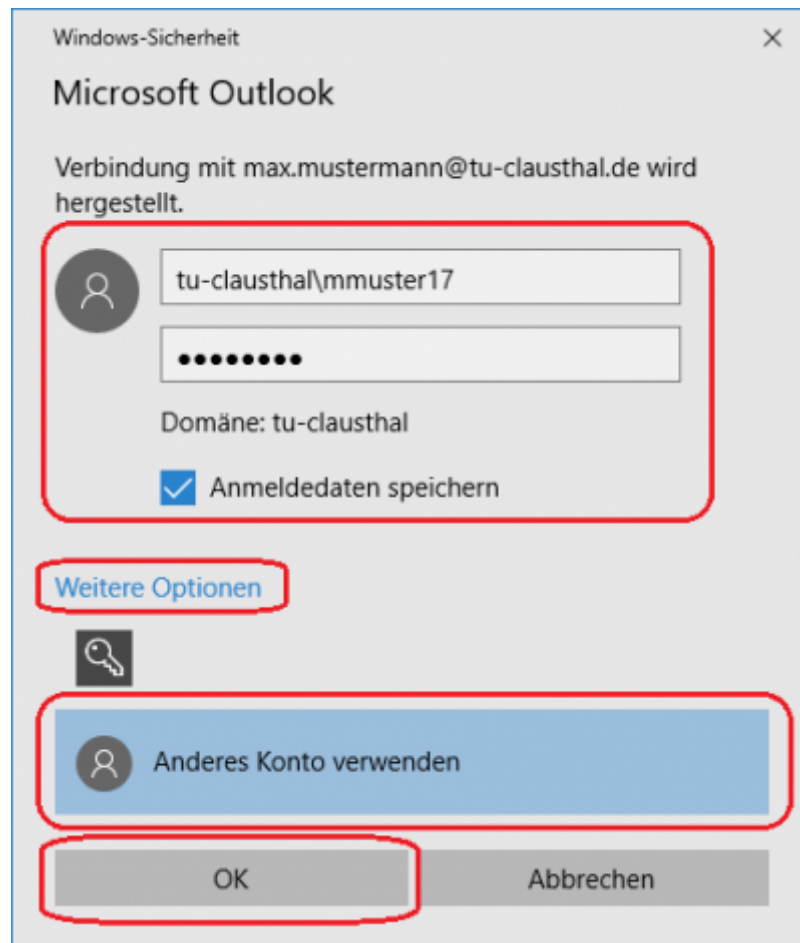 Windows-Sicherheit
Microsoft Outlook
Verbindung mit max.mustermann@tu-clausthal.de wird
hergestellt.
tu-clausthal\mmuster17
●●●●●●●●
Domäne: tu-clausthal
Anmeldedaten speichern
Weitere Optionen
Anderes Konto verwenden
OK
Abbrechen